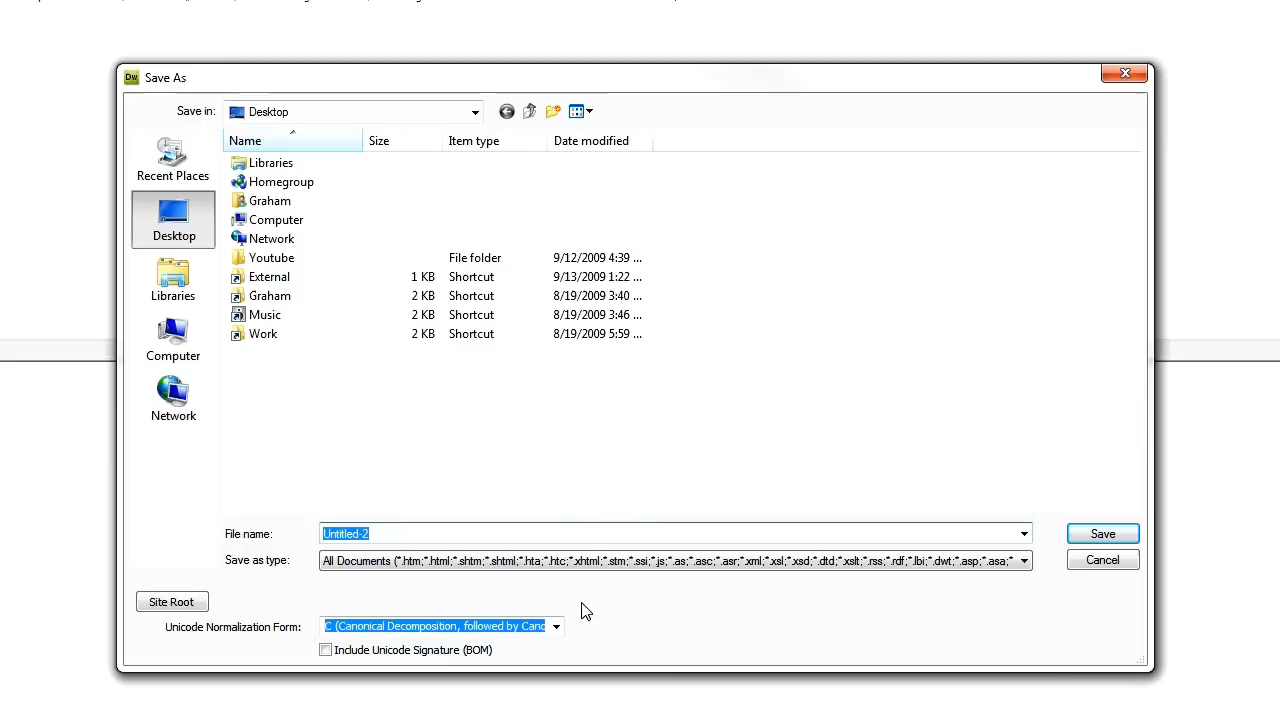 Dw Save As
Save in: Desktop
Name Size Item type Date modified
Recent Places
Desktop
Libraries
Computer
Network
Libraries
Homegroup
Graham
Computer
Network
Youtube File folder 9/12/2009 4:39 ...
External 1 KB Shortcut 9/13/2009 1:22 ...
Graham 2 KB Shortcut 8/19/2009 3:40 ...
Music 2 KB Shortcut 8/19/2009 3:46 ...
Work 2 KB Shortcut 8/19/2009 5:59 ...
File name: Untitled-2 Save
Save as type: All Documents (*.htm;*.html;*.shtm;*.shtml;*.hta;*.htc;*.xhtml;*.stm;*.ssi;*.js;*.as;*.asc;*.asr;*.xml;*.xsl;*.xsd;*.dtd;*.xslt;*.rss;*.rdf;*.lbi;*.dwt;*.asp;*.asa;* Cancel
Site Root
Unicode Normalization Form: C (Canonical Decomposition, followed by Canc
Include Unicode Signature (BOM)